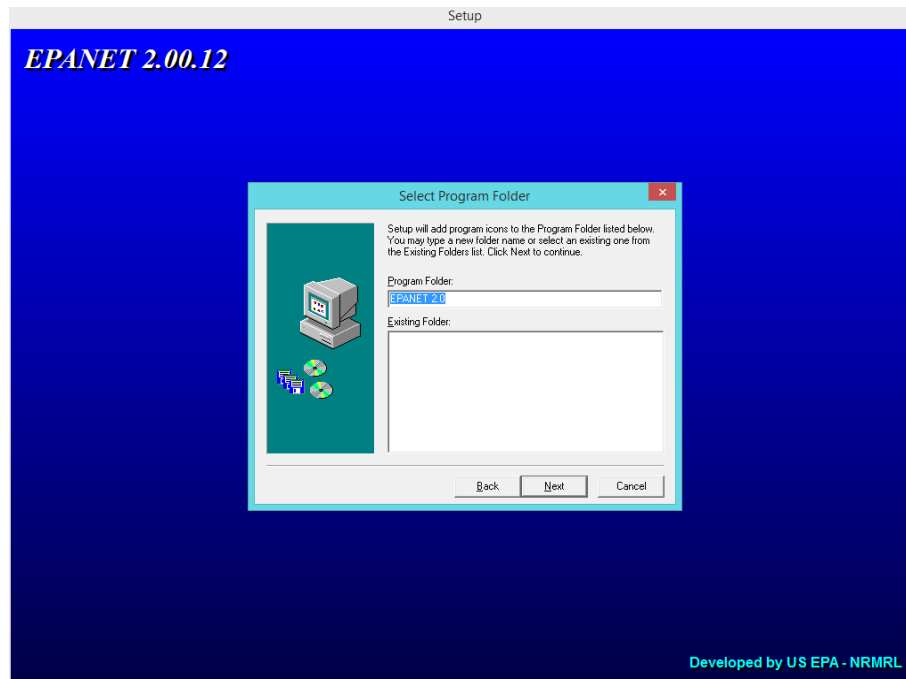 Setup
EPANET 2.00.12
Select Program Folder
Setup will add program icons to the Program Folder listed below.
You may type a new folder name or select an existing one from
the Existing Folders list. Click Next to continue.
Program Folder:
EPANET 2.0
Existing Folder:
Back Next Cancel
Developed by US EPA - NRMRL